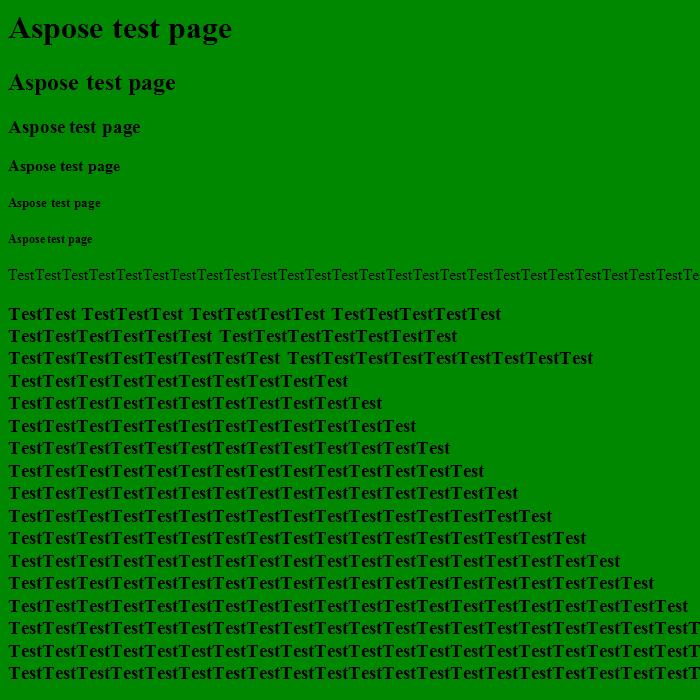 Aspose test page
Aspose test page
Aspose test page
Aspose test page
Aspose test page
Aspose test page
TestTestTestTestTestTestTestTestTestTestTestTestTestTestTestTestTestTestTestTestTestTestTestTestTestTe
TestTest TestTestTest TestTestTestTest TestTestTestTestTest
TestTestTestTestTestTest TestTestTestTestTestTestTest
TestTestTestTestTestTestTestTest TestTestTestTestTestTestTestTestTest
TestTestTestTestTestTestTestTestTestTest
TestTestTestTestTestTestTestTestTestTestTest
TestTestTestTestTestTestTestTestTestTestTestTest
TestTestTestTestTestTestTestTestTestTestTestTestTest
TestTestTestTestTestTestTestTestTestTestTestTestTestTest
TestTestTestTestTestTestTestTestTestTestTestTestTestTestTest
TestTestTestTestTestTestTestTestTestTestTestTestTestTestTestTest
TestTestTestTestTestTestTestTestTestTestTestTestTestTestTestTestTest
TestTestTestTestTestTestTestTestTestTestTestTestTestTestTestTestTestTest
TestTestTestTestTestTestTestTestTestTestTestTestTestTestTestTestTestTestTest
TestTestTestTestTestTestTestTestTestTestTestTestTestTestTestTestTestTestTestTest
TestTestTestTestTestTestTestTestTestTestTestTestTestTestTestTestTestTestTestTestT
TestTestTestTestTestTestTestTestTestTestTestTestTestTestTestTestTestTestTestTestT
TestTestTestTestTestTestTestTestTestTestTestTestTestTestTestTestTestTestTestTestT